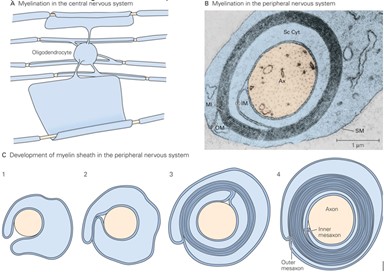 A Myelination in the central nervous system
B Myelination in the peripheral nervous system
Oligodendrocyte
Sc Cyt
Ax
Ml
IM
OM
SM
1 μm
C Development of myelin sheath in the peripheral nervous system
1
2
3
4
Axon
Inner
mesaxon
Outer
mesaxon